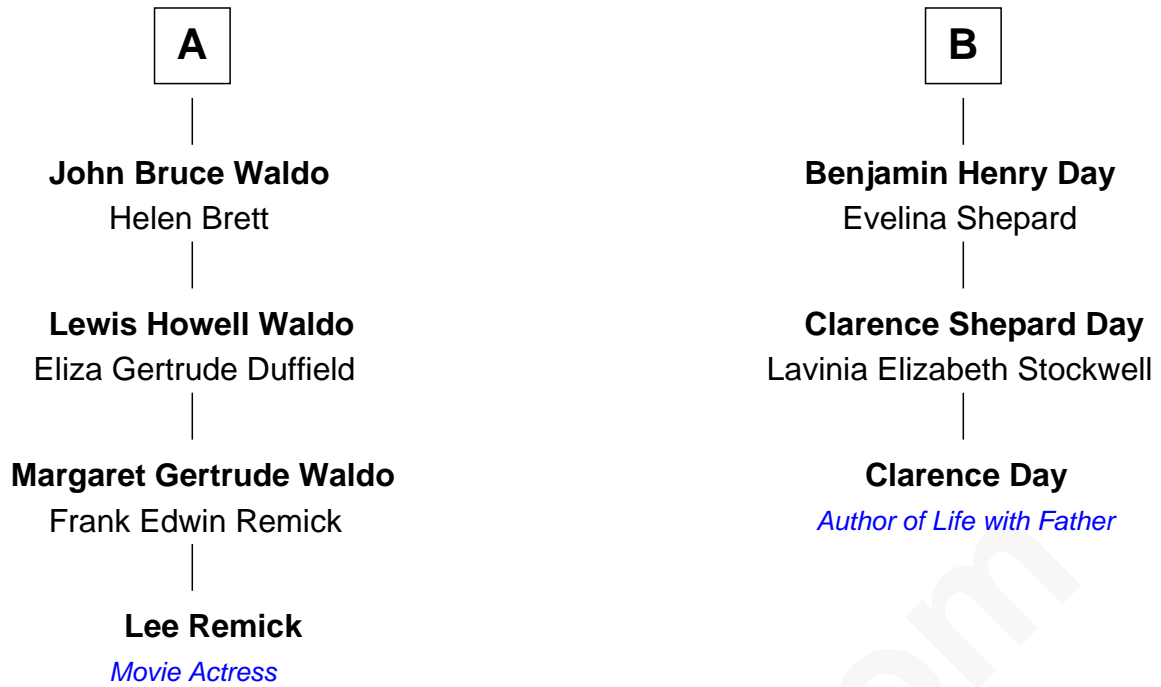 A
John Bruce Waldo
Helen Brett
Lewis Howell Waldo
Eliza Gertrude Duffield
Margaret Gertrude Waldo
Frank Edwin Remick
Lee Remick
Movie Actress
B
Benjamin Henry Day
Evelina Shepard
Clarence Shepard Day
Lavinia Elizabeth Stockwell
Clarence Day
Author of Life with Father
om